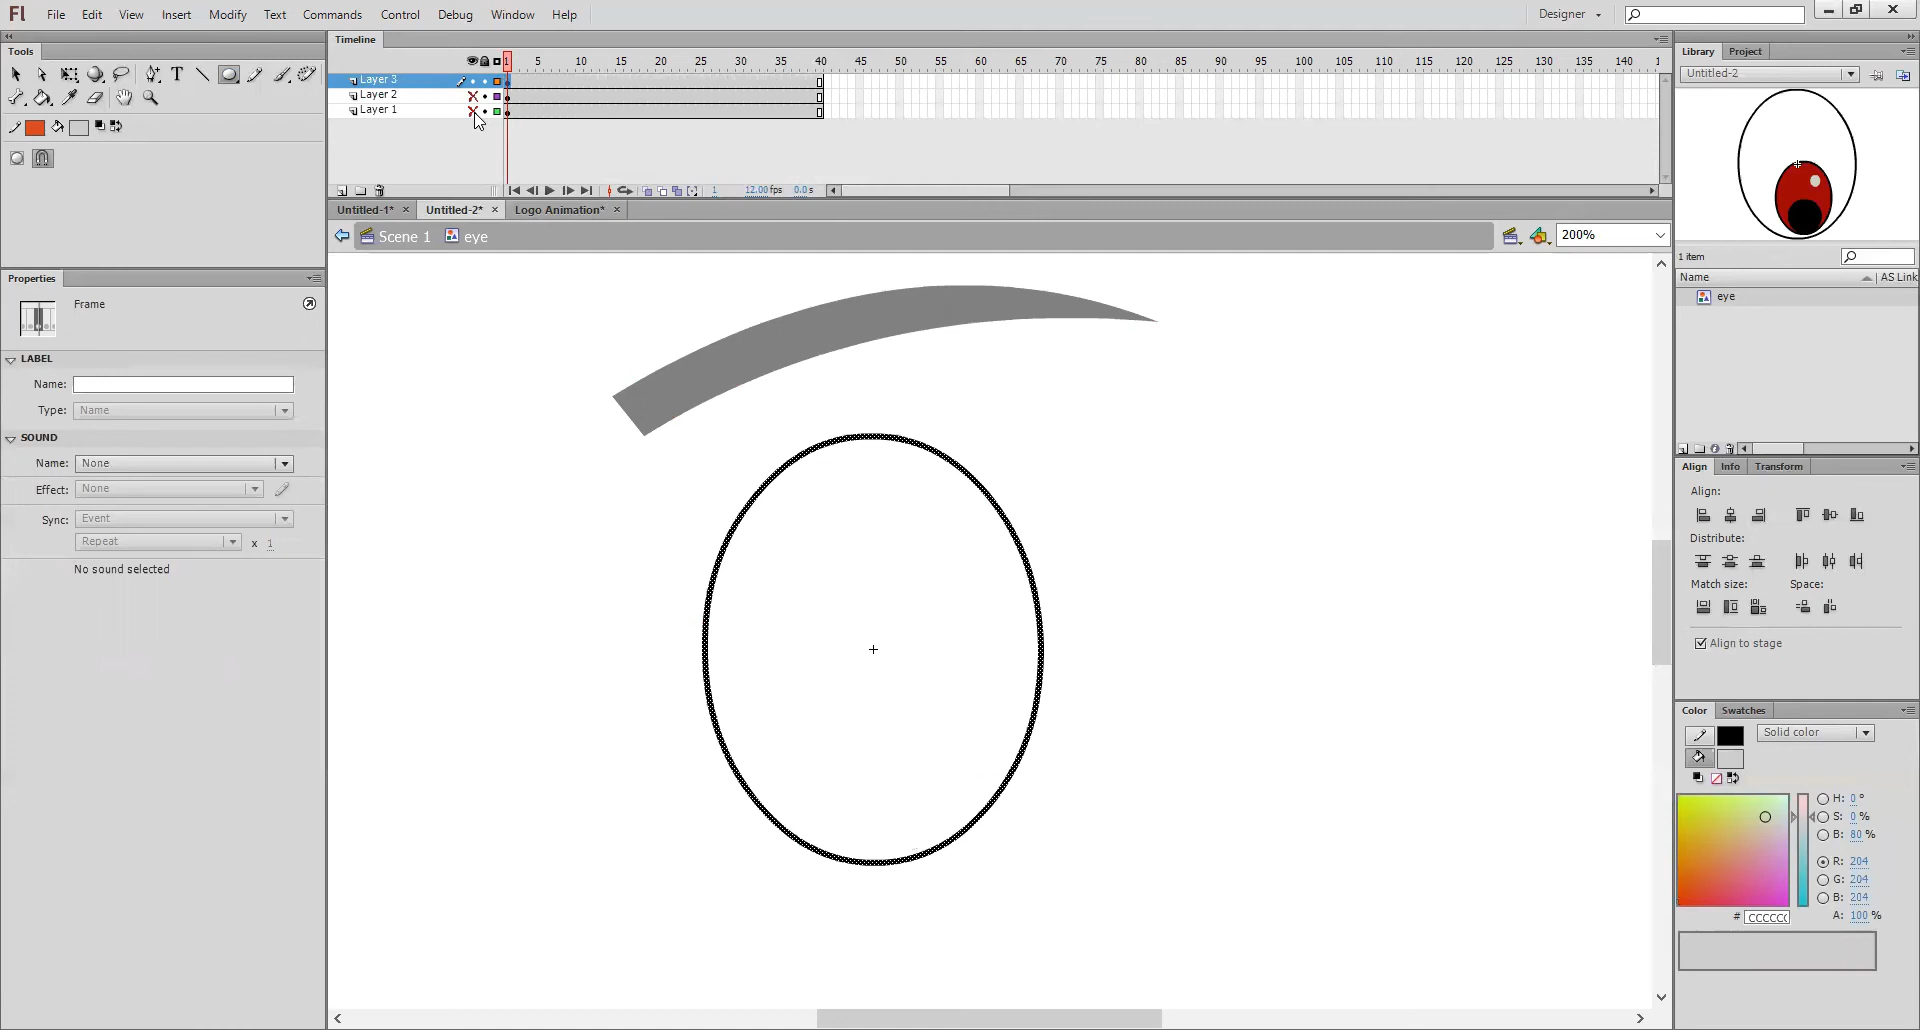 Fl File Edit View Insert Modify Text Commands Control Debug Window Help Designer
Tools
Timeline
1 5 10 15 20 25 30 35 40 45 50 55 60 65 70 75 80 85 90 95 100 105 110 115 120 125 130 135 140 1
Layer 3
Layer 2
Layer 1
1 12.00 fps 0.0 s
Untitled-1* × Untitled-2* × Logo Animation* ×
Scene 1 eye 200%
Properties
Frame
LABEL
Name:
Type: Name
SOUND
Name: None
Effect: None
Sync: Event
Repeat x 1
No sound selected
Library Project
Untitled-2
1 item
Name AS Link
eye
Align Info Transform
Align:
Distribute:
Match size: Space:
Align to stage
Color Swatches
Solid color
H: 0 °
S: 0 %
B: 80 %
R: 204
G: 204
B: 204
# CCCCCC A: 100 %